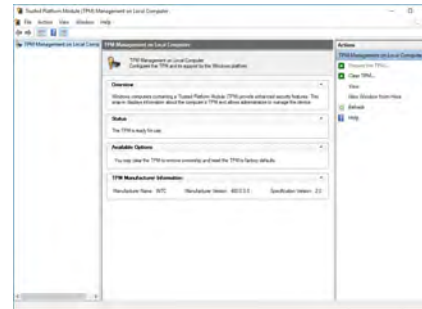 Trusted Platform Module (TPM) Management on Local Computer
File Action View Window Help
TPM Management on Local Comp
TPM Management on Local Computer
TPM Management on Local Computer
Configures the TPM and its support by the Windows platform
Overview
Windows computers containing a Trusted Platform Module (TPM) provide enhanced security features. This
snap-in displays information about the computer's TPM and allows administrators to manage the device.
Status
The TPM is ready for use.
Available Options
You may clear the TPM to remove ownership and reset the TPM to factory defaults.
TPM Manufacturer Information
Manufacturer Name: INTC
Manufacturer Version:
Specification Version: 2.0
Actions
TPM Management on Local Computer
Prepare the TPM...
Clear TPM...
View
New Window from Here
Refresh
Help